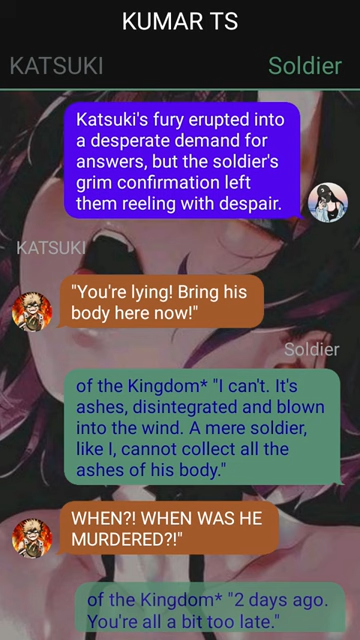 KUMAR TS
KATSUKI
Soldier
Katsuki's fury erupted into
a desperate demand for
answers, but the soldier's
grim confirmation left
them reeling with despair.
KATSUKI
"You're lying! Bring his
body here now!"
Soldier
of the Kingdom* "I can't. It's
ashes, disintegrated and blown
into the wind. A mere soldier,
like I, cannot collect all the
ashes of his body."
WHEN?! WHEN WAS HE
MURDERED?!"
of the Kingdom* "2 days ago.
You're all a bit too late."